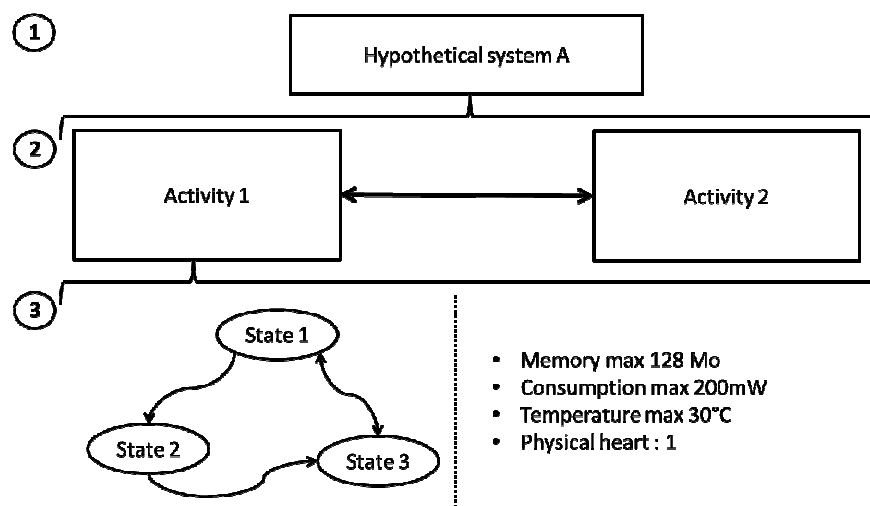 1
Hypothetical system A
2
Activity 1
Activity 2
3
State 1
State 2
State 3
• Memory max 128 Mo
• Consumption max 200mW
• Temperature max 30°C
• Physical heart : 1